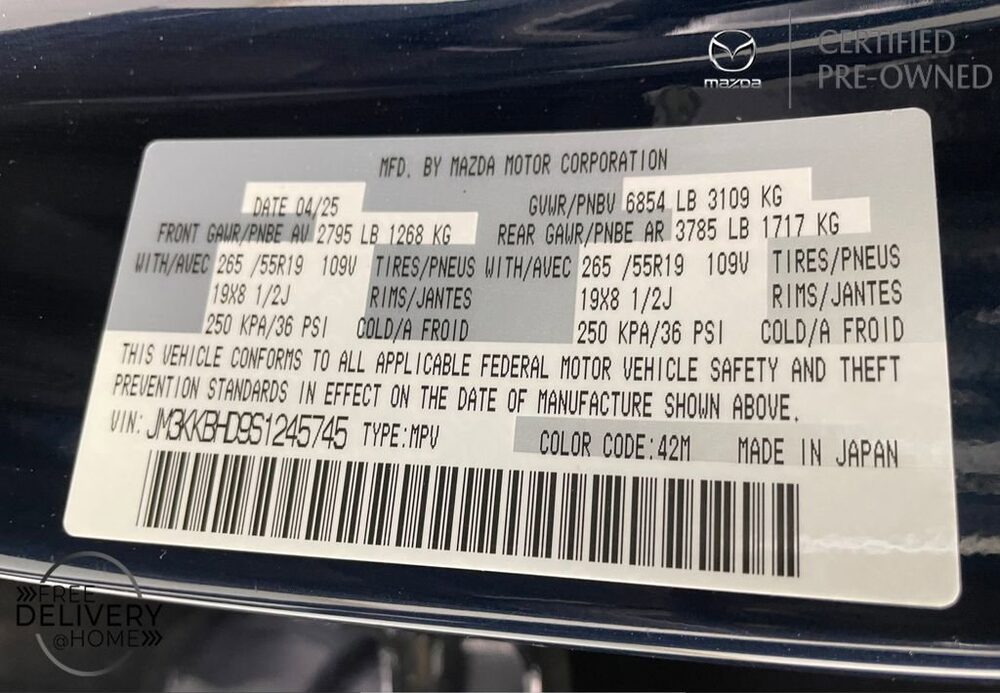 mazda
CERTIFIED
PRE-OWNED
MFD. BY MAZDA MOTOR CORPORATION
DATE 04/25 GVWR/PNBV 6854 LB 3109 KG
FRONT GAWR/PNBE AV 2795 LB 1268 KG REAR GAWR/PNBE AR 3785 LB 1717 KG
WITH/AVEC 265 /55R19 109V TIRES/PNEUS WITH/AVEC 265 /55R19 109V TIRES/PNEUS
19X8 1/2J RIMS/JANTES 19X8 1/2J RIMS/JANTES
250 KPA/36 PSI COLD/A FROID 250 KPA/36 PSI COLD/A FROID
THIS VEHICLE CONFORMS TO ALL APPLICABLE FEDERAL MOTOR VEHICLE SAFETY AND THEFT
PREVENTION STANDARDS IN EFFECT ON THE DATE OF MANUFACTURE SHOWN ABOVE.
VIN: JM3KKBHD9S1245745 TYPE:MPV COLOR CODE:42M MADE IN JAPAN
FREE
DELIVERY
@HOME